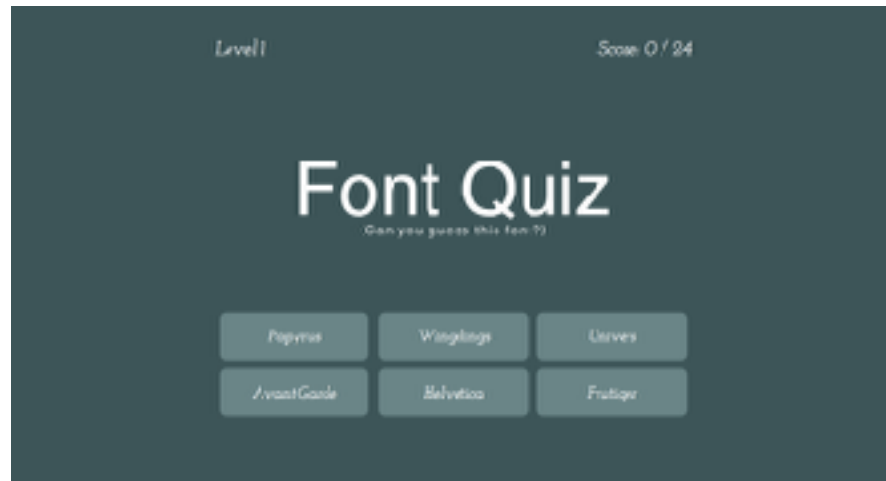 Level 1
Score: 0 / 24
Font Quiz
Can you guess this font?)
Papyrus
Wingdings
Univers
AvantGarde
Helvetica
Frutiger